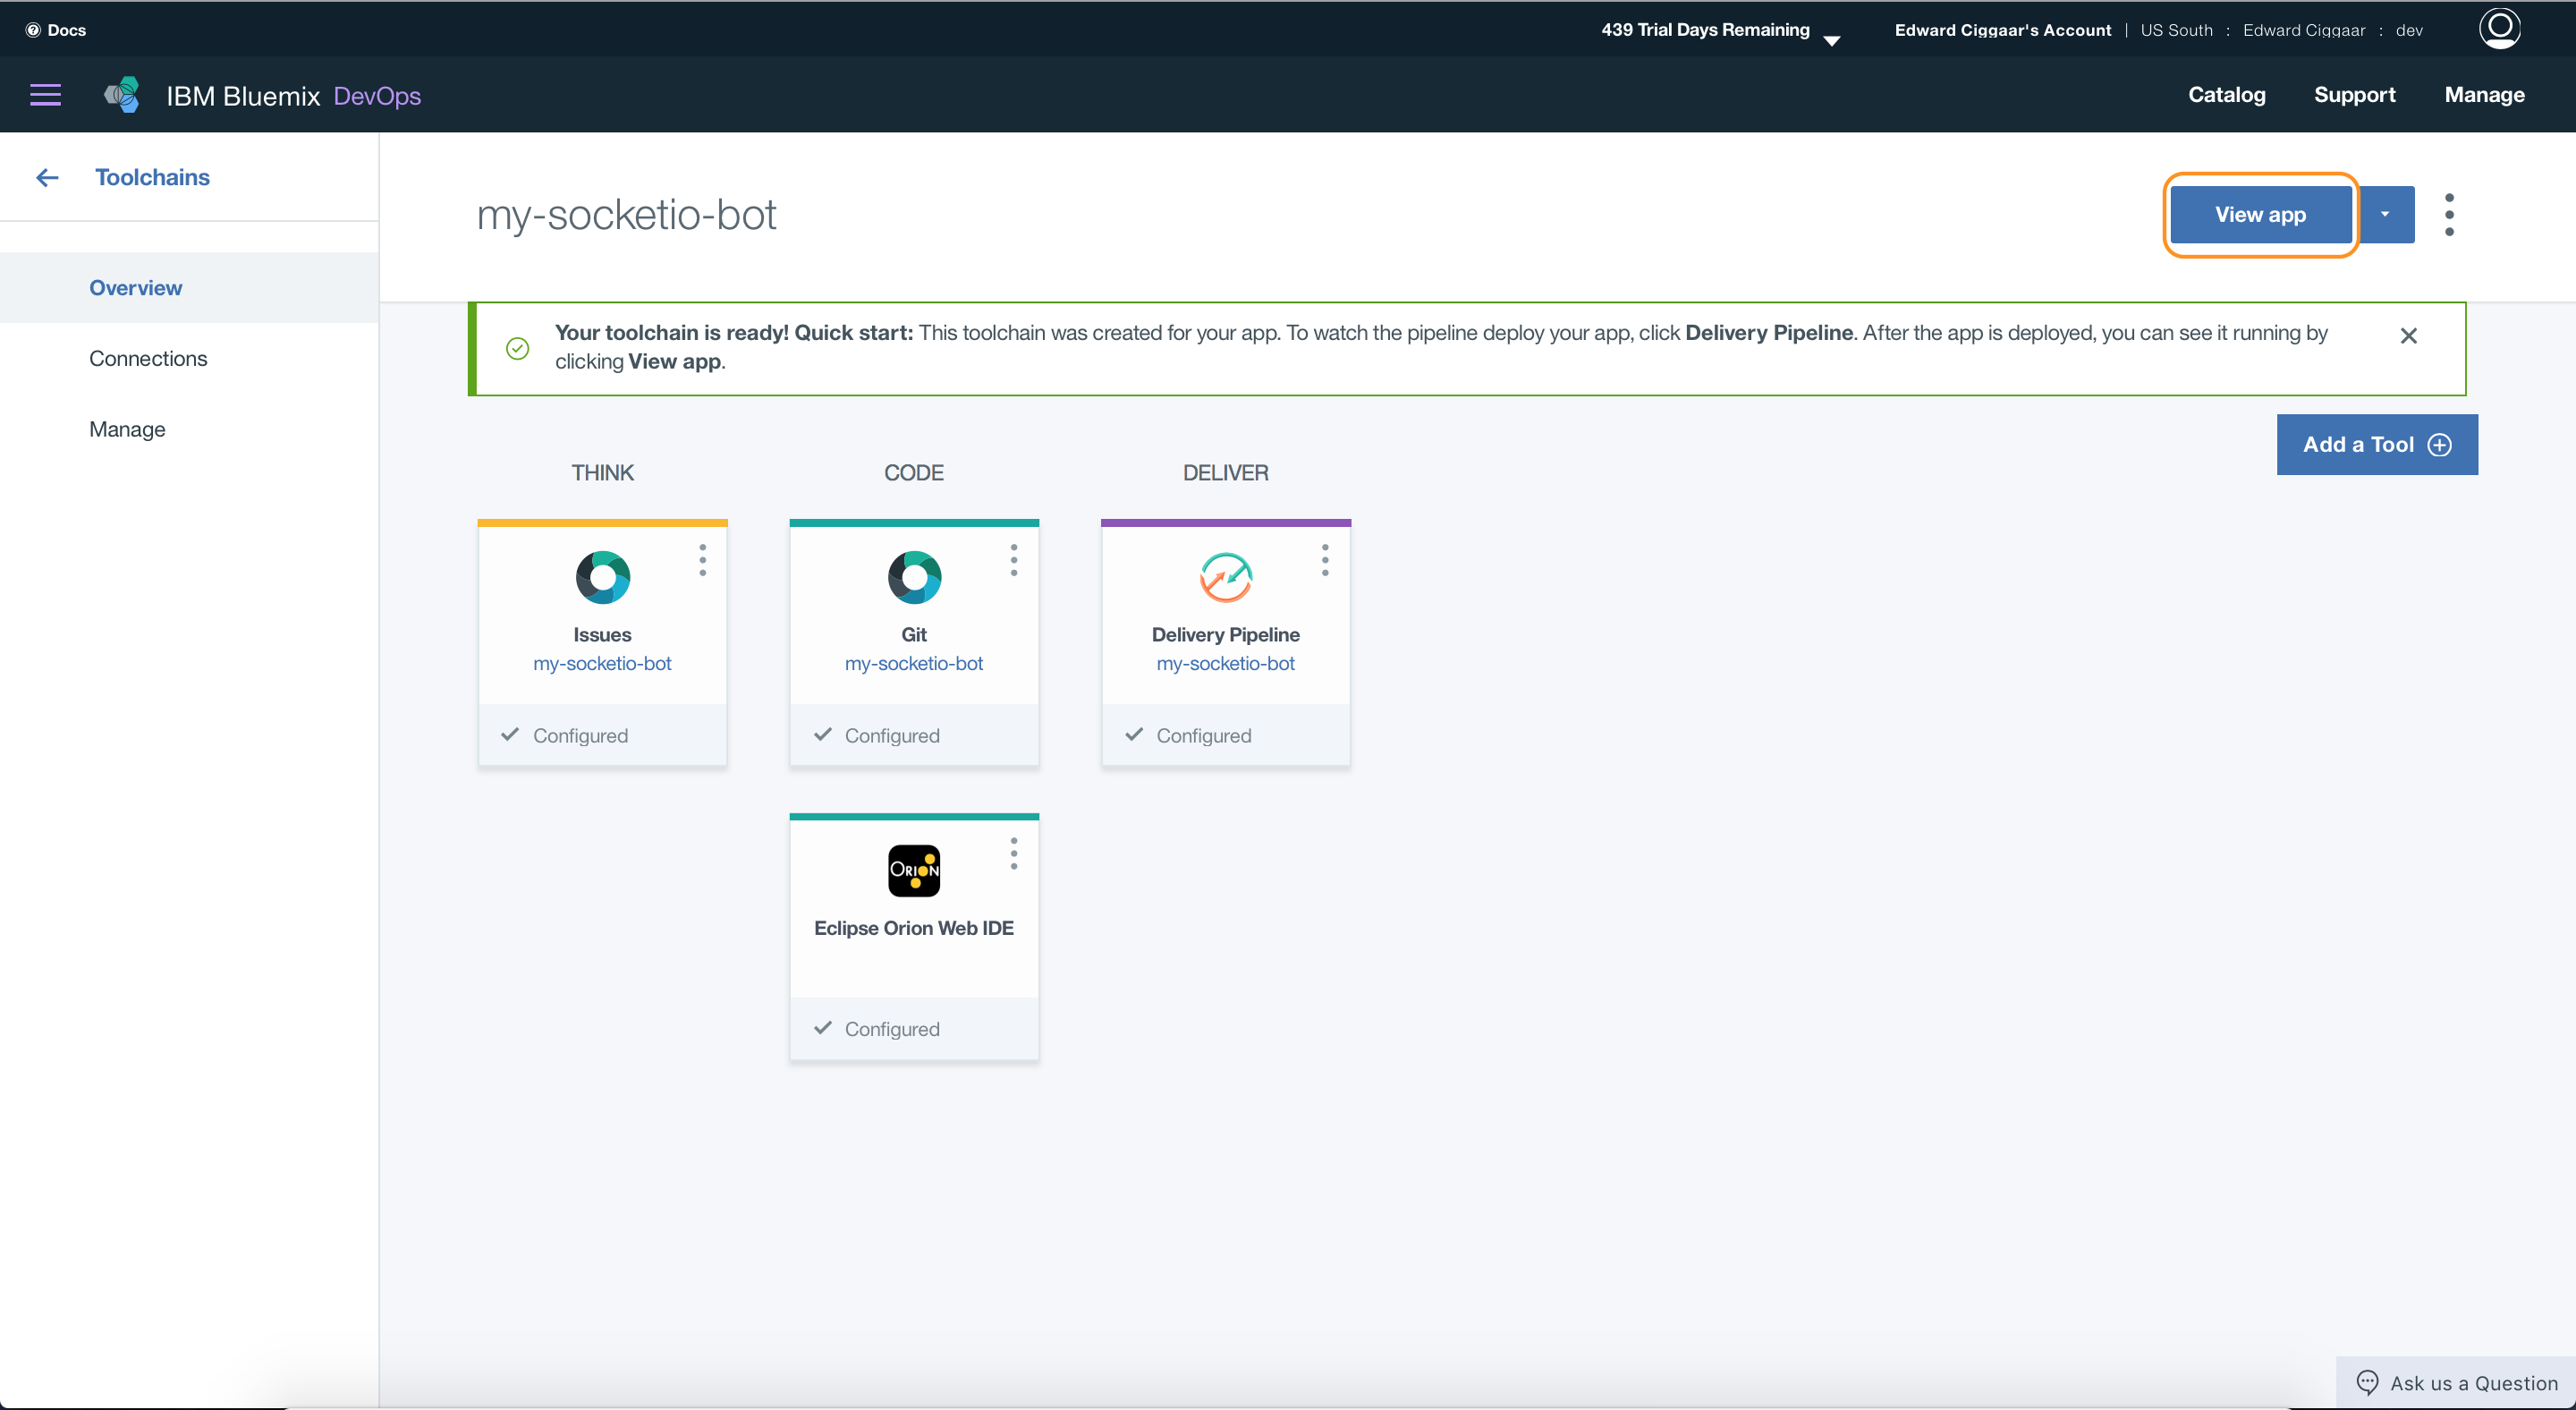 Docs
439 Trial Days Remaining
Edward Ciggaar's Account | US South : Edward Ciggaar : dev
IBM Bluemix DevOps
Catalog Support Manage
Toolchains
Overview
Connections
Manage
my-socketio-bot
View app
Your toolchain is ready! Quick start: This toolchain was created for your app. To watch the pipeline deploy your app, click Delivery Pipeline. After the app is deployed, you can see it running by
clicking View app.
Add a Tool
THINK CODE DELIVER
Issues
my-socketio-bot
Configured
Git
my-socketio-bot
Configured
Delivery Pipeline
my-socketio-bot
Configured
ORION
Eclipse Orion Web IDE
Configured
Ask us a Question